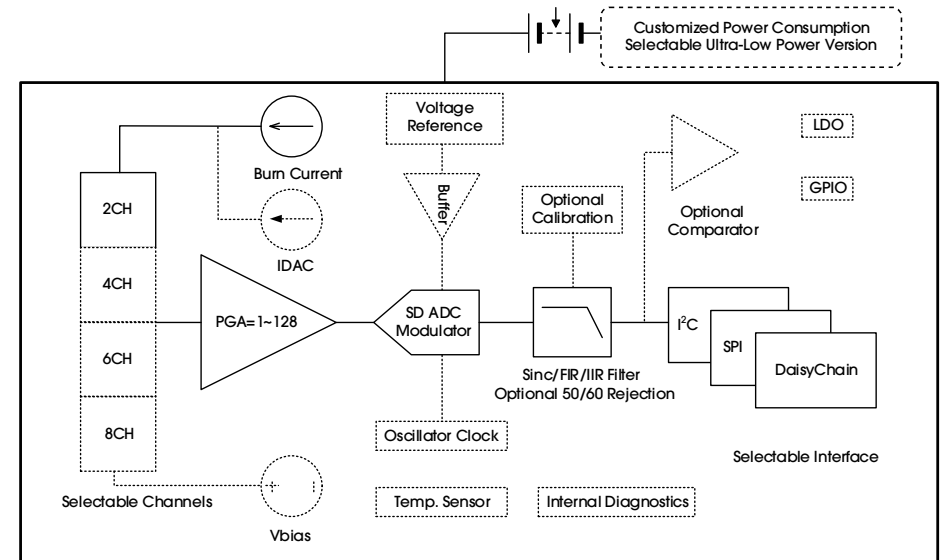 Customized Power Consumption
Selectable Ultra-Low Power Version
Voltage
Reference
LDO
Burn Current
Buffer
GPIO
2CH
Optional
Calibration
Optional
Comparator
IDAC
4CH
PGA=1~128
SD ADC
Modulator
I²C
SPI
6CH
DaisyChain
Sinc/FIR/IIR Filter
Optional 50/60 Rejection
8CH
Oscillator Clock
Selectable Interface
Selectable Channels
Temp. Sensor
Internal Diagnostics
Vbias